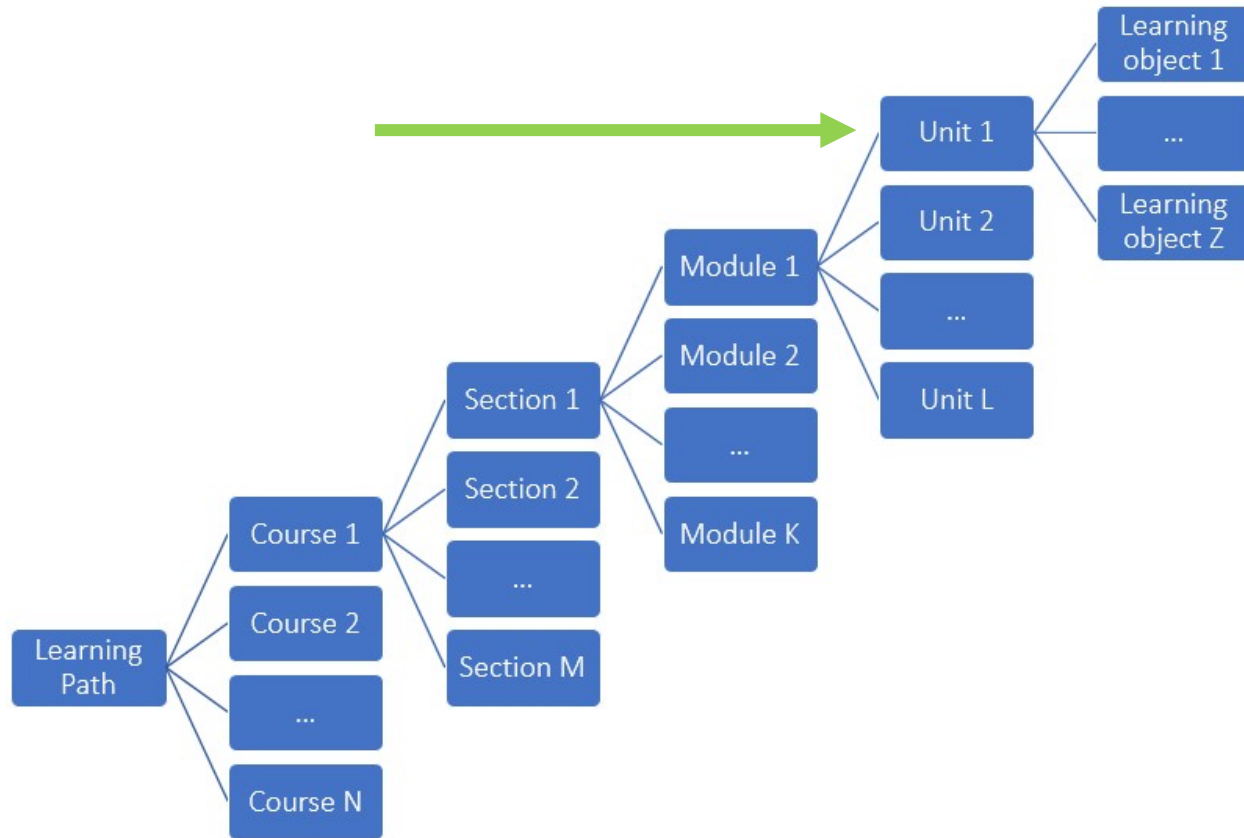 Learning
Path
Course 1
Course 2
...
Course N
Section 1
Section 2
...
Section M
Module 1
Module 2
...
Module K
Unit 1
Unit 2
...
Unit L
Learning
object 1
...
Learning
object Z